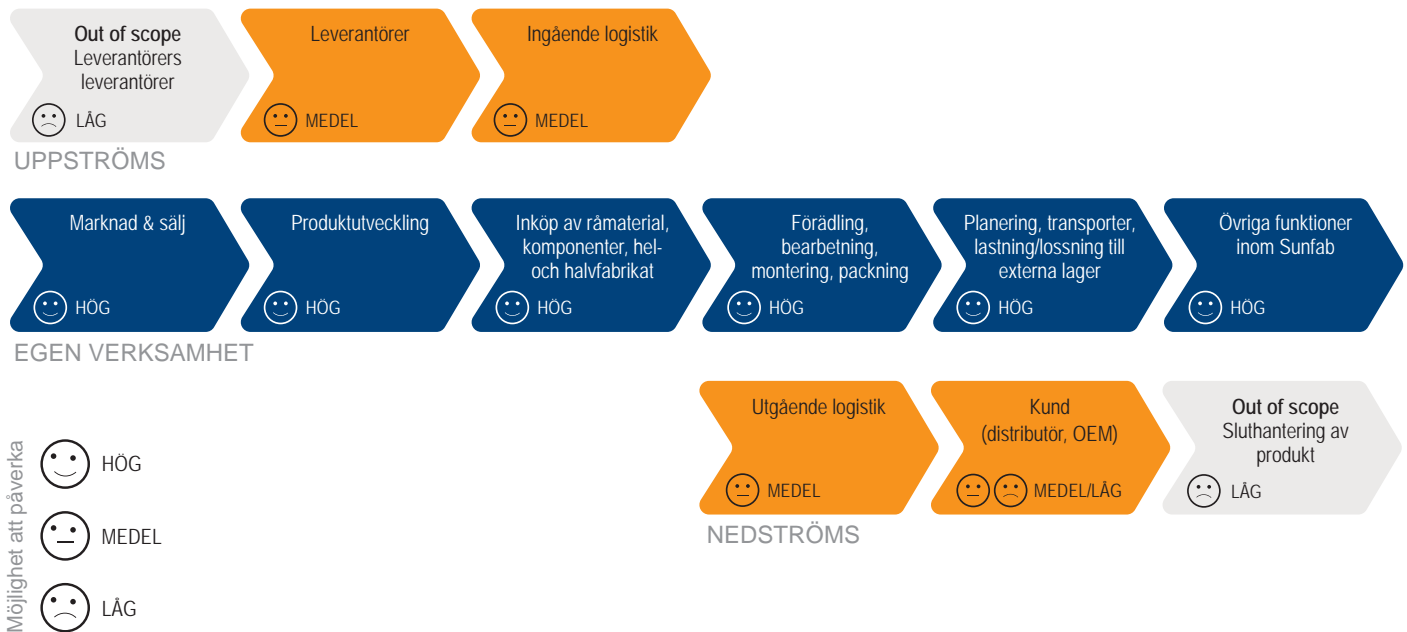 Out of scope
Leverantörers
leverantörer
LÅG
Leverantörer
MEDEL
Ingående logistik
MEDEL
UPPSTRÖMS
Marknad & sälj
HÖG
Produktutveckling
HÖG
Inköp av råmaterial,
komponenter, hel-
och halvfabrikat
HÖG
Förädling,
bearbetning,
montering, packning
HÖG
Planering, transporter,
lastning/lossning till
externa lager
HÖG
Övriga funktioner
inom Sunfab
HÖG
EGEN VERKSAMHET
Utgående logistik
MEDEL
Kund
(distributör, OEM)
MEDEL/LÅG
Out of scope
Sluthantering av
produkt
LÅG
NEDSTRÖMS
Möjlighet att påverka
HÖG
MEDEL
LÅG